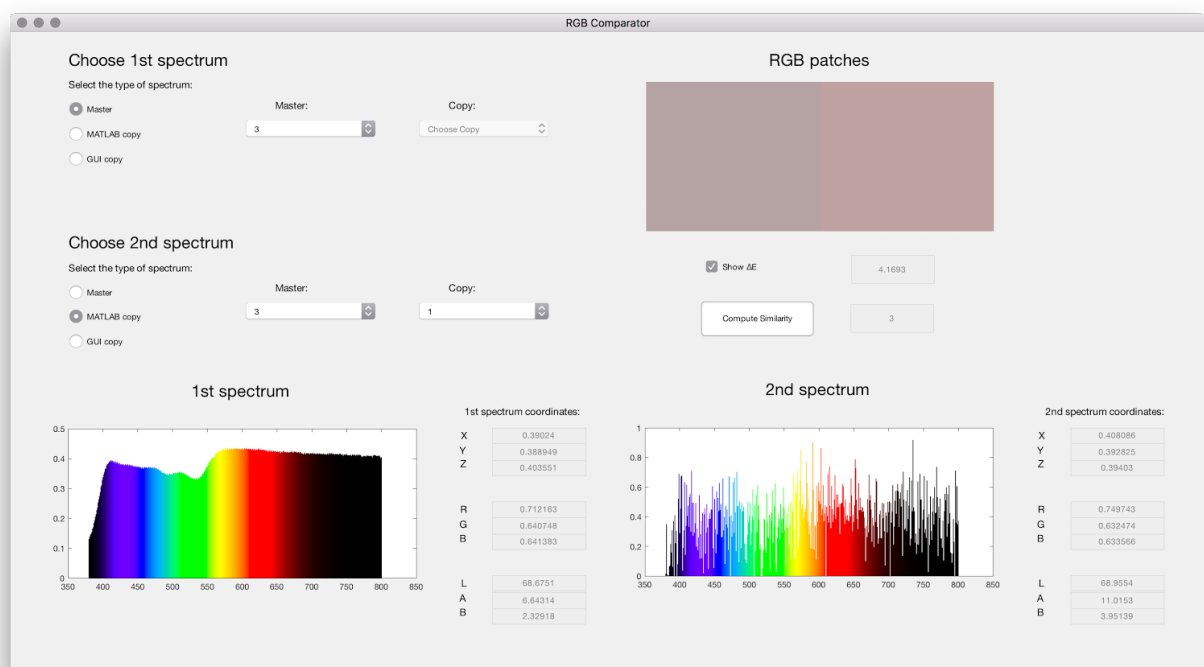 RGB Comparator
Choose 1st spectrum
Select the type of spectrum:
Master
MATLAB copy
GUI copy
Master:
3
Copy:
Choose Copy
RGB patches
Choose 2nd spectrum
Select the type of spectrum:
Master
MATLAB copy
GUI copy
Master:
3
Copy:
1
Show ΔE
4.1693
Compute Similarity
3
1st spectrum
0.5
0.4
0.3
0.2
0.1
0
350 400 450 500 550 600 650 700 750 800 850
1st spectrum coordinates:
X 0.39024
Y 0.388949
Z 0.403551
R 0.712163
G 0.640748
B 0.641383
L 68.6751
A 6.64314
B 2.32918
2nd spectrum
1
0.8
0.6
0.4
0.2
0
350 400 450 500 550 600 650 700 750 800 850
2nd spectrum coordinates:
X 0.408086
Y 0.392825
Z 0.39403
R 0.749743
G 0.632474
B 0.633566
L 68.9554
A 11.0153
B 3.95139